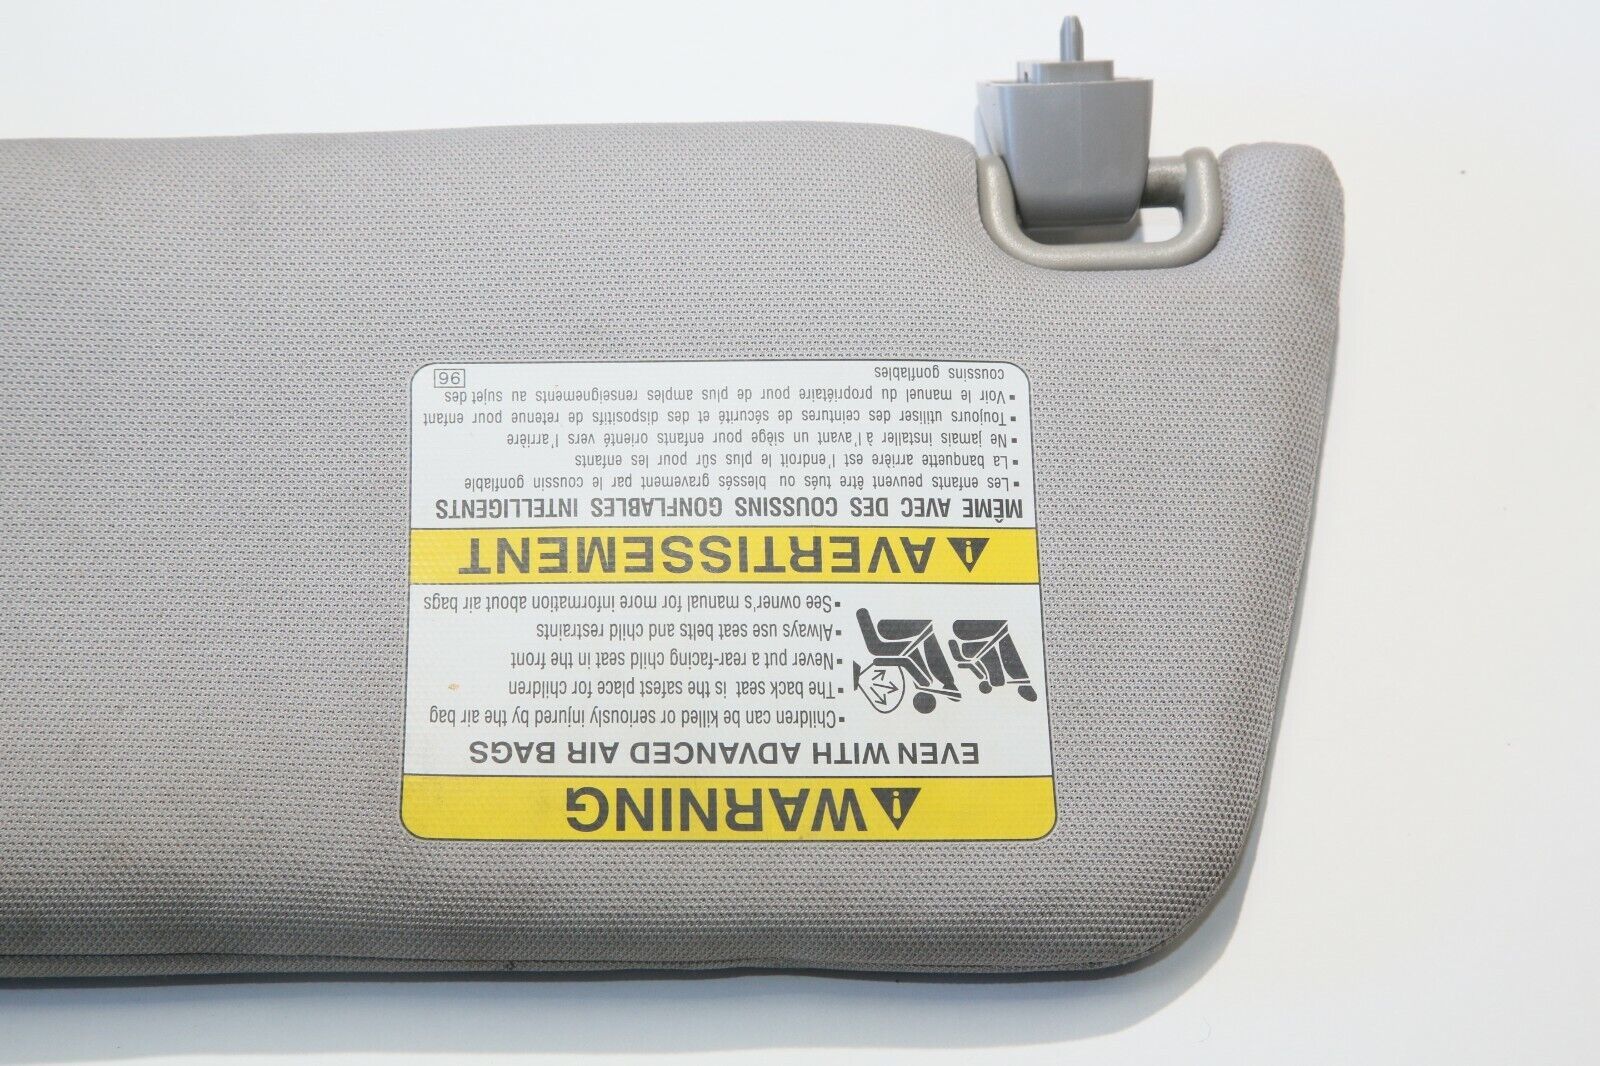 WARNING
EVEN WITH ADVANCED AIR BAGS
▪Children can be killed or seriously injured by the air bag
▪The back seat is the safest place for children
▪Never put a rear-facing child seat in the front
▪Always use seat belts and child restraints
▪See owner's manual for more information about air bags
AVERTISSEMENT
MÊME AVEC DES COUSSINS GONFLABLES INTELLIGENTS
▪ Les enfants peuvent être tués ou blessés gravement par le coussin gonflable
▪ La banquette arrière est l'endroit le plus sûr pour les enfants
▪ Ne jamais installer à l'avant un siège pour enfants orienté vers l'arrière
▪ Toujours utiliser des ceintures de sécurité et des dispositifs de retenue pour enfant
▪ Voir le manuel du propriétaire pour de plus amples renseignements au sujet des
coussins gonflables
96